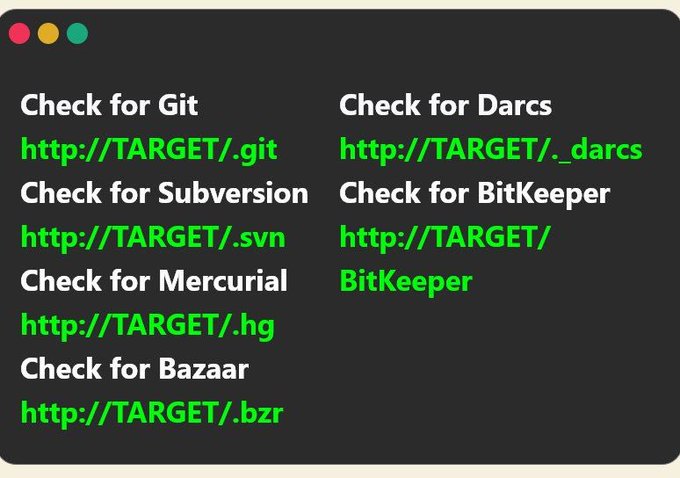 Check for Git
http://TARGET/.git
Check for Subversion
http://TARGET/.svn
Check for Mercurial
http://TARGET/.hg
Check for Bazaar
http://TARGET/.bzr
Check for Darcs
http://TARGET/._darcs
Check for BitKeeper
http://TARGET/
BitKeeper